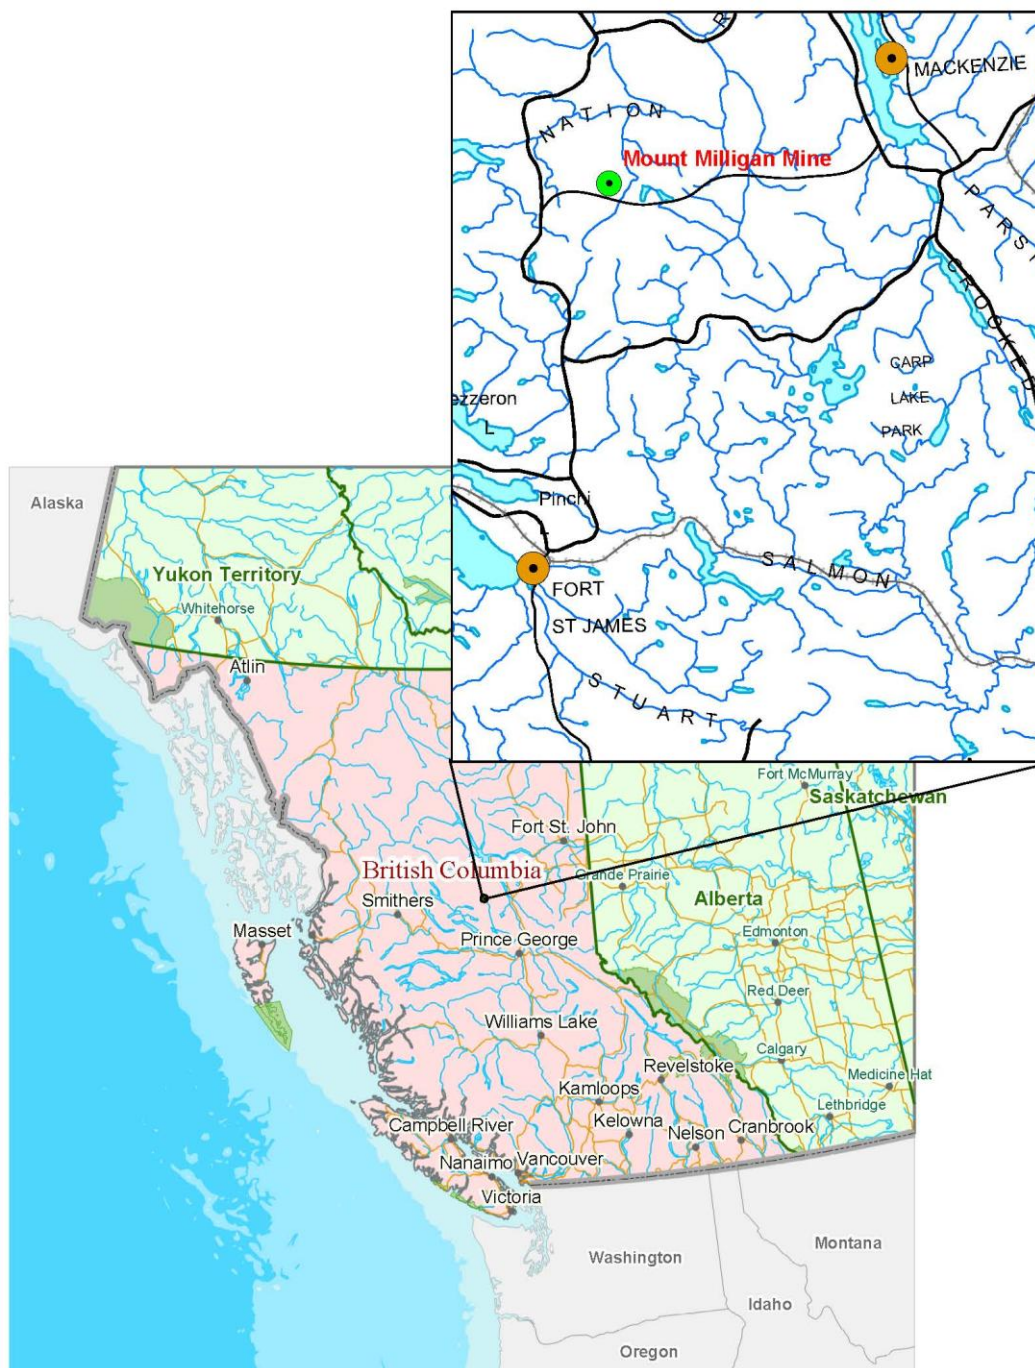 MACKENZIE
NATION
Mount Milligan Mine
CROOKED
CARP
LAKE
PARK
L
Pinchi
SALMON
FORT
ST JAMES
STUART
Alaska
Yukon Territory
Whitehorse
Atlin
Fort McMurray
Saskatchewan
Fort St. John
British Columbia
Grande Prairie
Smithers
Alberta
Masset
Prince George
Edmonton
Red Deer
Williams Lake
Calgary
Revelstoke
Medicine Hat
Kamloops
Lethbridge
Campbell River
Kelowna
Nelson
Cranbrook
Nanaimo
Vancouver
Victoria
Washington
Montana
Idaho
Oregon